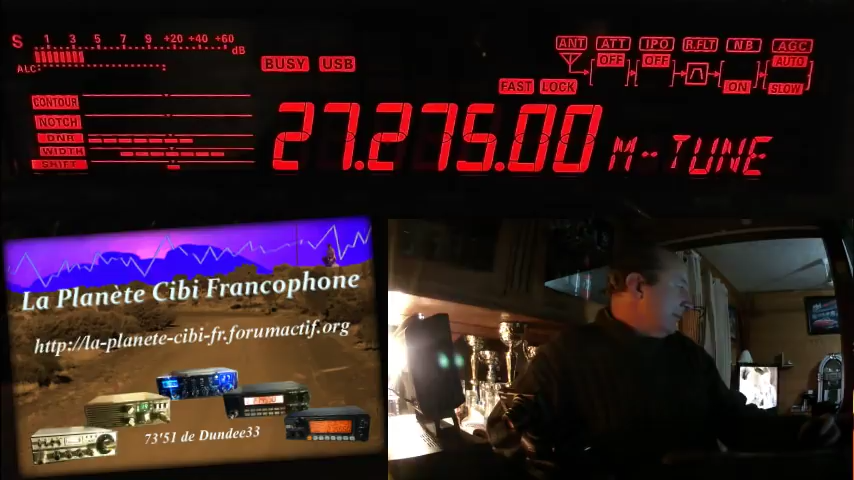 S 1 3 5 7 9 +20 +40 +60 dB
ALC
BUSY USB
ANT ATT IPO R.FLT NB AGC
OFF OFF AUTO
FAST LOCK ON SLOW
CONTOUR
NOTCH
DNR
WIDTH
SHIFT
27.275.00 M-TUNE
La Planète Cibi Francophone
http://la-planete-cibi-fr.forumactif.org
73'51 de Dundee33